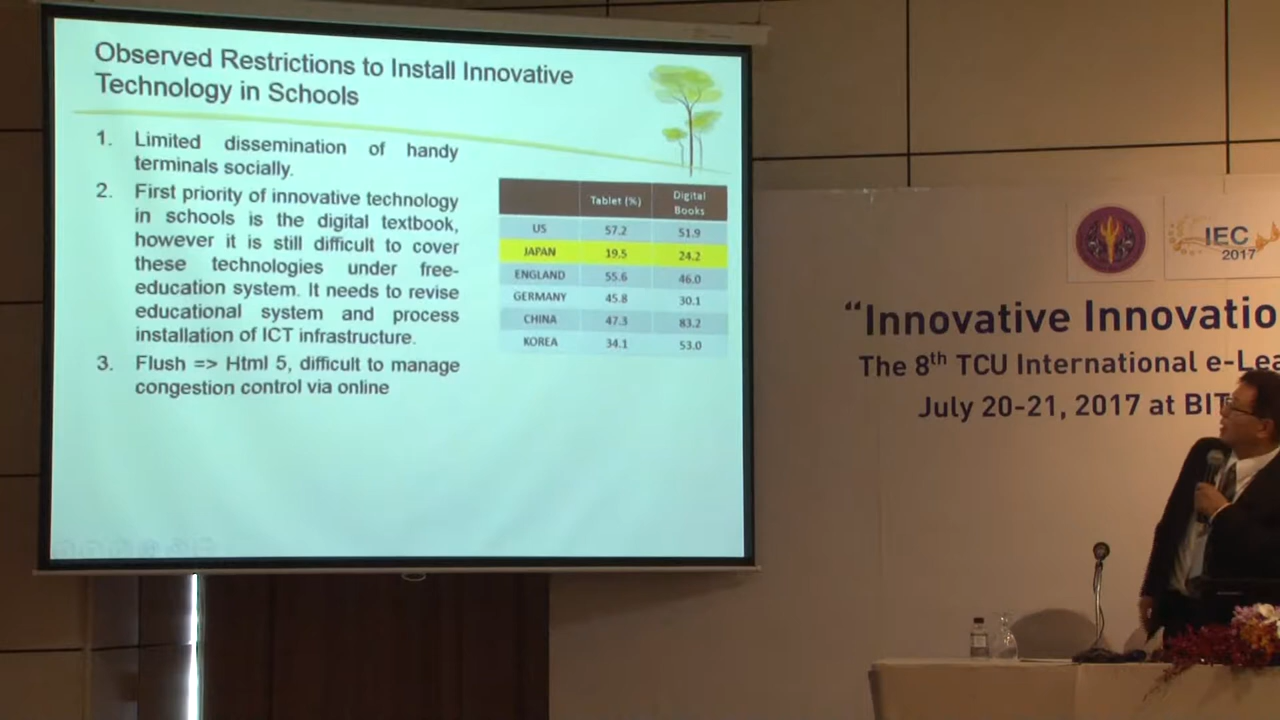 Observed Restrictions to Install Innovative
Technology in Schools
1. Limited dissemination of handy
terminals socially.
2. First priority of innovative technology
in schools is the digital textbook,
however it is still difficult to cover
these technologies under free-
education system. It needs to revise
educational system and process
installation of ICT infrastructure.
3. Flush => Html 5, difficult to manage
congestion control via online
Tablet (%) Digital
Books
US 57.2 51.9
JAPAN 19.5 24.2
ENGLAND 55.6 46.0
GERMANY 45.8 30.1
CHINA 47.3 83.2
KOREA 34.1 53.0
IEC
2017
“Innovative Innovatio
The 8th TCU International e-Lea
July 20-21, 2017 at BIT